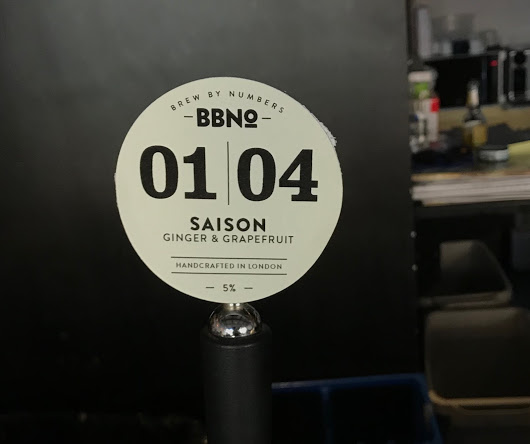 BREW BY NUMBERS
–BBNº–
01|04
SAISON
GINGER & GRAPEFRUIT
HANDCRAFTED IN LONDON
– 5% –